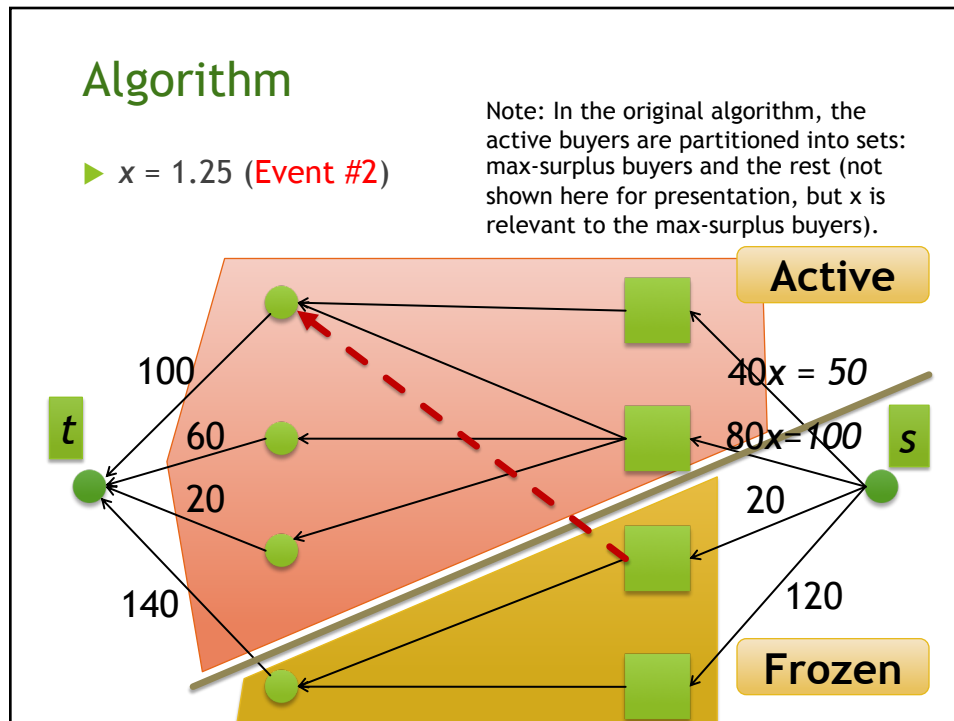 Algorithm
Note: In the original algorithm, the
active buyers are partitioned into sets:
max-surplus buyers and the rest (not
shown here for presentation, but x is
relevant to the max-surplus buyers).
x = 1.25 (Event #2)
Active
100
40x = 50
t
60
80x=100
s
20
20
140
120
Frozen